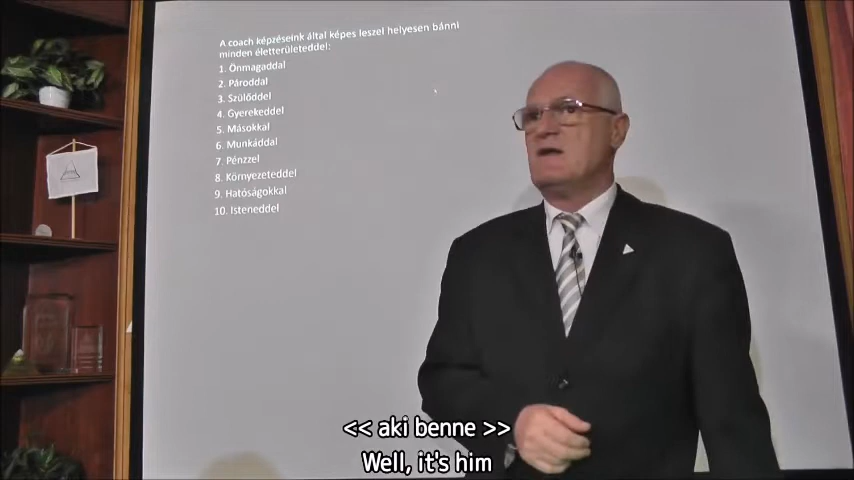 A coach képzéseink által képes leszel helyesen bánni
minden életterületeddel:
1. Önmagaddal
2. Pároddal
3. Szülőddel
4. Gyerekeddel
5. Másokkal
6. Munkáddal
7. Pénzzel
8. Környezeteddel
9. Hatóságokkal
10. Isteneddel
<< aki benne >>
Well, it's him